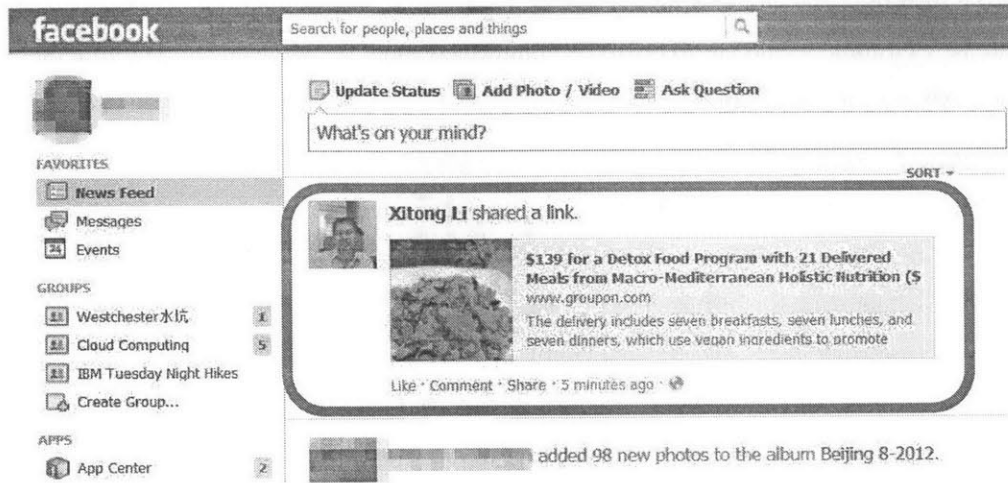 facebook
Search for people, places and things
Update Status Add Photo / Video Ask Question
What's on your mind?
SORT
FAVORITES
News Feed
Messages
24 Events
GROUPS
Westchester水坑 1
Cloud Computing 5
IBM Tuesday Night Hikes
Create Group...
APPS
App Center 2
Xitong Li shared a link.
$139 for a Detox Food Program with 21 Delivered
Meals from Macro-Mediterranean Holistic Nutrition ($
www.groupon.com
The delivery includes seven breakfasts, seven lunches, and
seven dinners, which use vegan ingredients to promote
Like · Comment · Share · 5 minutes ago ·
added 98 new photos to the album Beijing 8-2012.